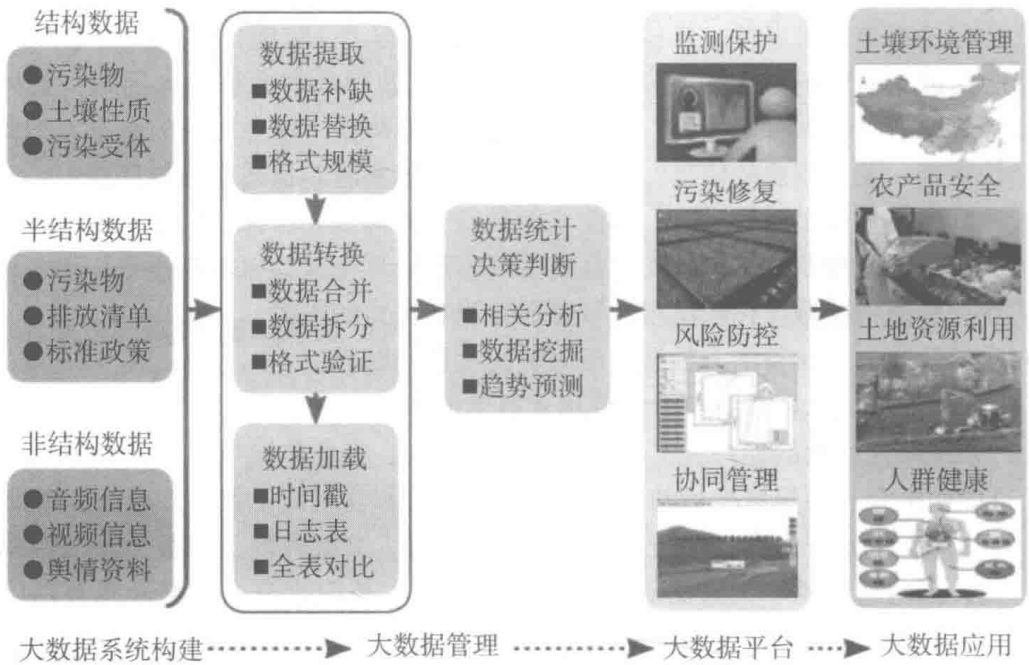 结构数据
●污染物
●土壤性质
●污染受体
半结构数据
●污染物
●排放清单
●标准政策
非结构数据
●音频信息
●视频信息
●舆情资料
数据提取
■数据补缺
■数据替换
■格式规模
数据转换
■数据合并
■数据拆分
■格式验证
数据加载
■时间戳
■日志表
■全表对比
数据统计
决策判断
■相关分析
■数据挖掘
■趋势预测
监测保护
污染修复
风险防控
协同管理
土壤环境管理
农产品安全
土地资源利用
人群健康
大数据系统构建
大数据管理
大数据平台
大数据应用